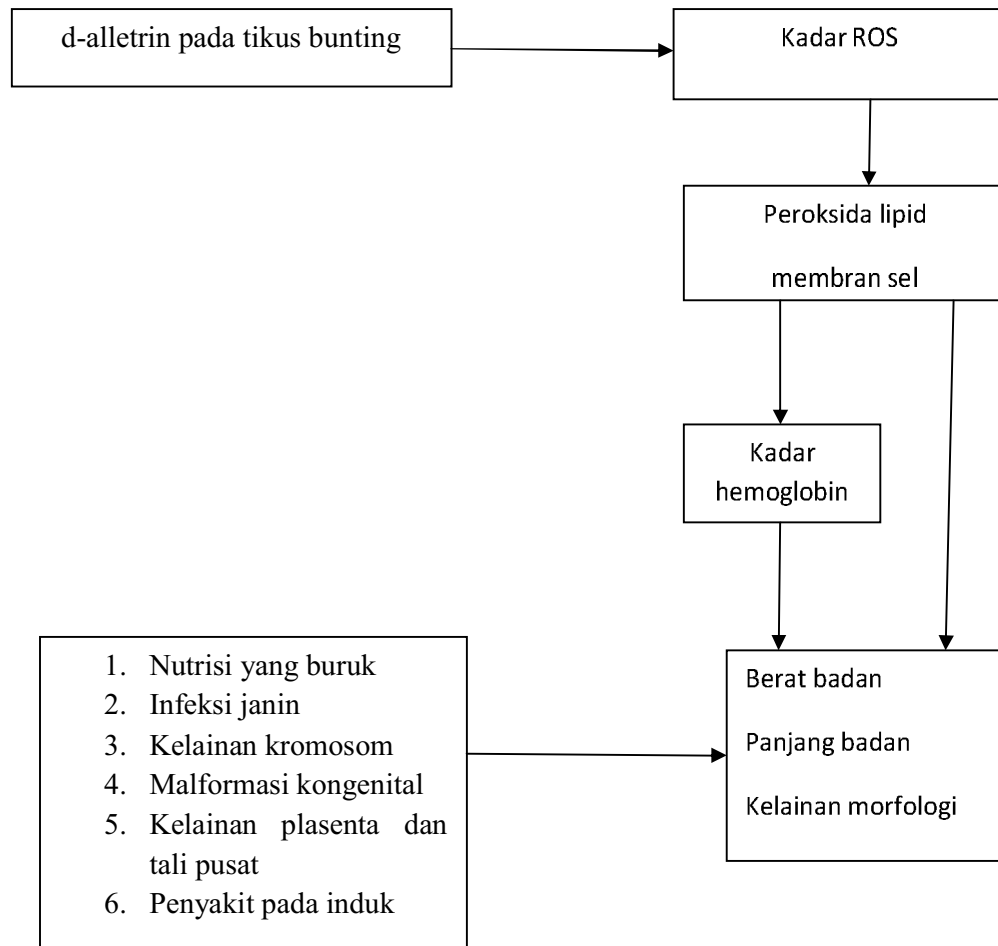 d-alletrin pada tikus bunting
Kadar ROS
Peroksida lipid
membran sel
Kadar
hemoglobin
1. Nutrisi yang buruk
2. Infeksi janin
3. Kelainan kromosom
4. Malformasi kongenital
5. Kelainan plasenta dan
tali pusat
6. Penyakit pada induk
Berat badan
Panjang badan
Kelainan morfologi